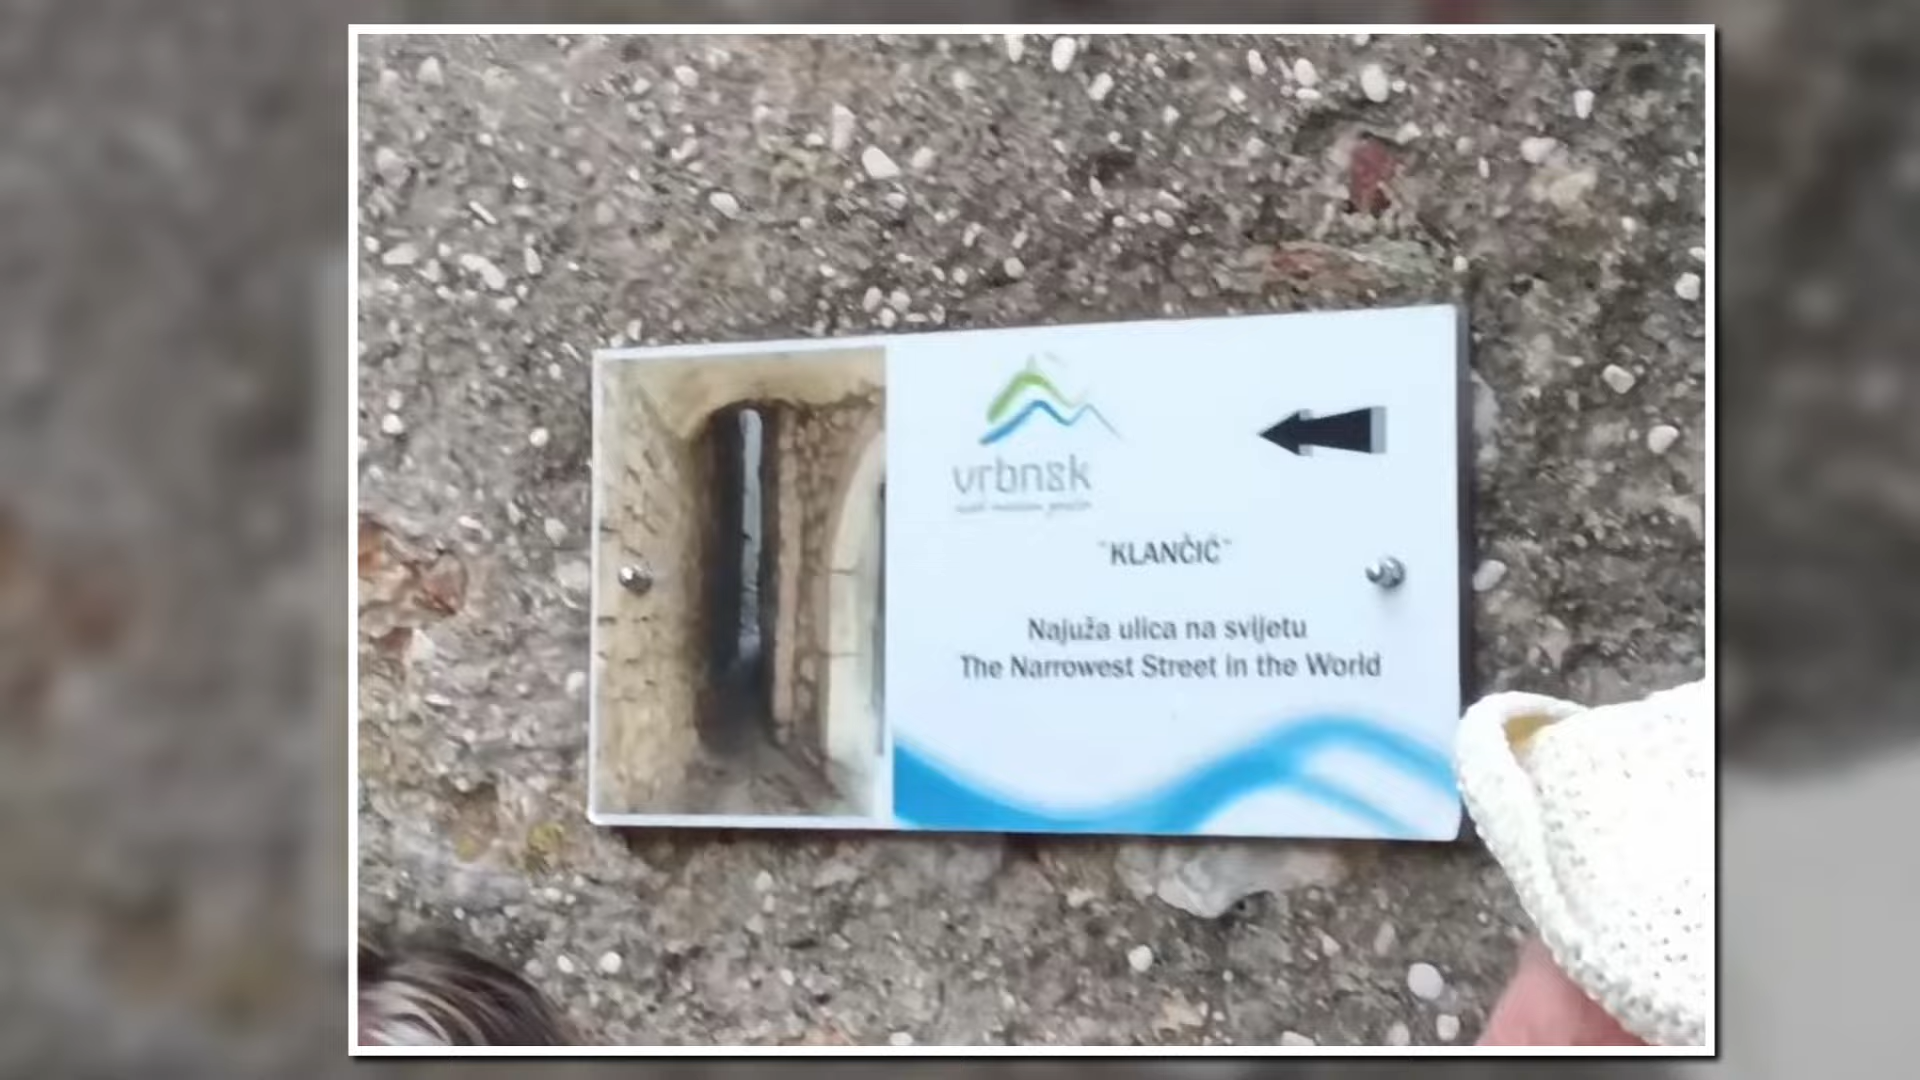 vrbnsk
"KLANČIĆ"
Najuža ulica na svijetu
The Narrowest Street in the World